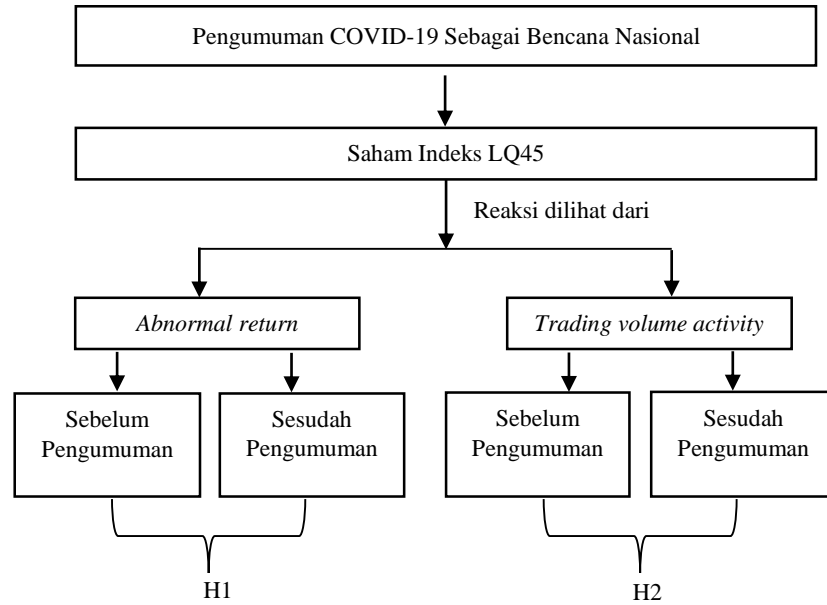 Pengumuman COVID-19 Sebagai Bencana Nasional
Saham Indeks LQ45
Reaksi dilihat dari
Abnormal return
Trading volume activity
Sebelum
Pengumuman
Sesudah
Pengumuman
Sebelum
Pengumuman
Sesudah
Pengumuman
H1
H2